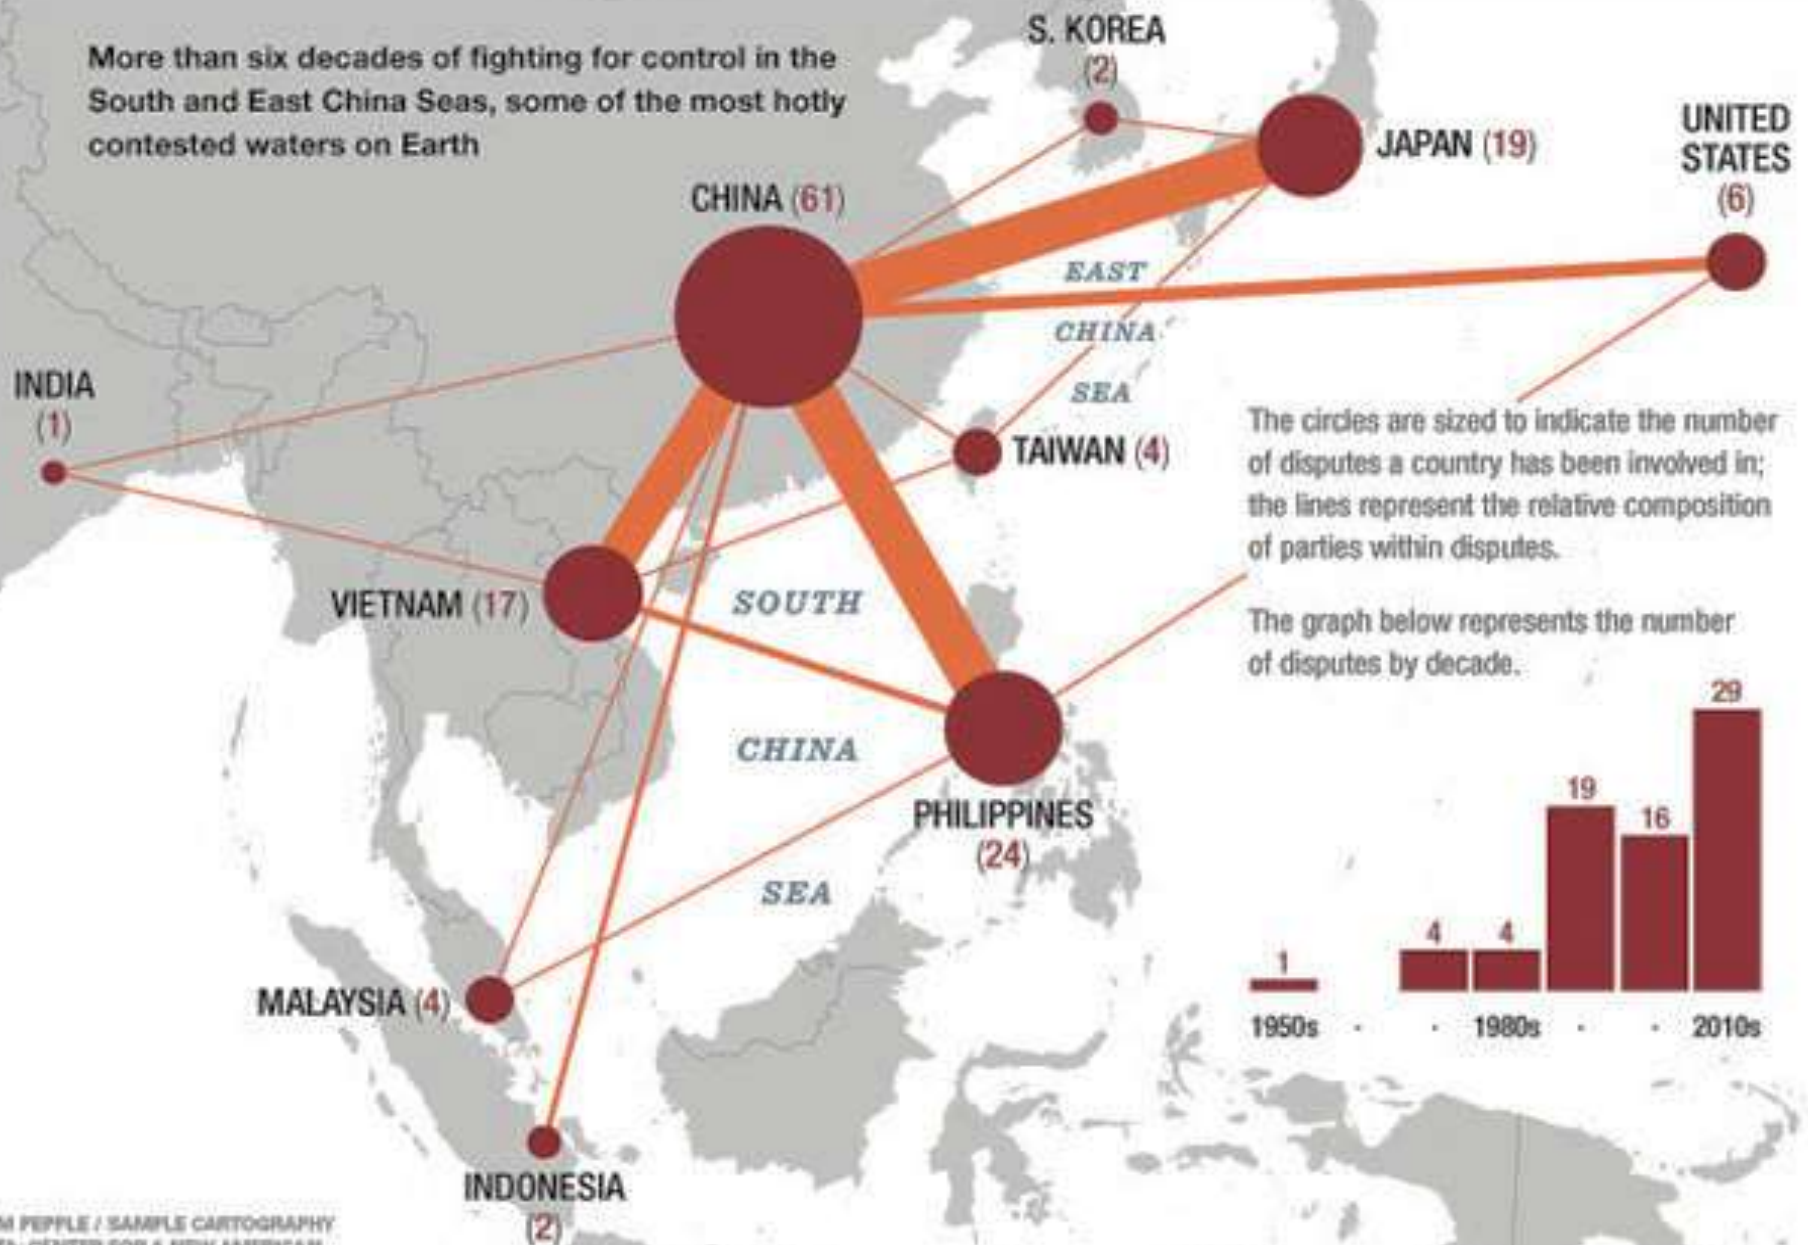 More than six decades of fighting for control in the
South and East China Seas, some of the most hotly
contested waters on Earth
S. KOREA
(2)
JAPAN (19)
UNITED
STATES
(6)
CHINA (61)
EAST
CHINA
SEA
INDIA
(1)
TAIWAN (4)
The circles are sized to indicate the number
of disputes a country has been involved in;
the lines represent the relative composition
of parties within disputes.
VIETNAM (17)
SOUTH
CHINA
SEA
The graph below represents the number
of disputes by decade.
PHILIPPINES
(24)
29
19
16
4
4
1
1950s · · 1980s · · 2010s
MALAYSIA (4)
INDONESIA
(2)
M PEPPLE / SAMPLE CARTOGRAPHY